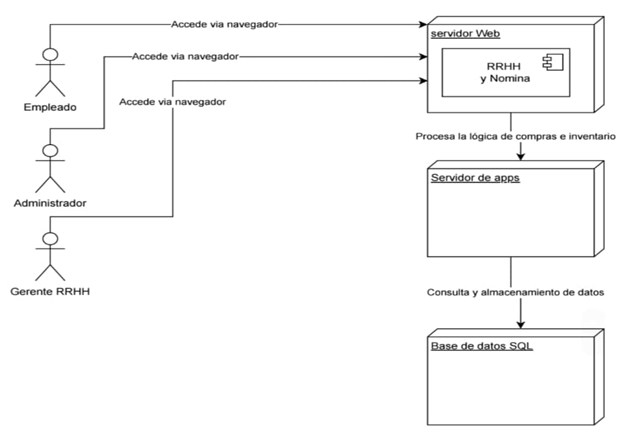 Accede via navegador
servidor Web
Accede via navegador
RRHH
y Nomina
Accede via navegador
Empleado
Procesa la lógica de compras e inventario
Servidor de apps
Administrador
Gerente RRHH
Consulta y almacenamiento de datos
Base de datos SQL